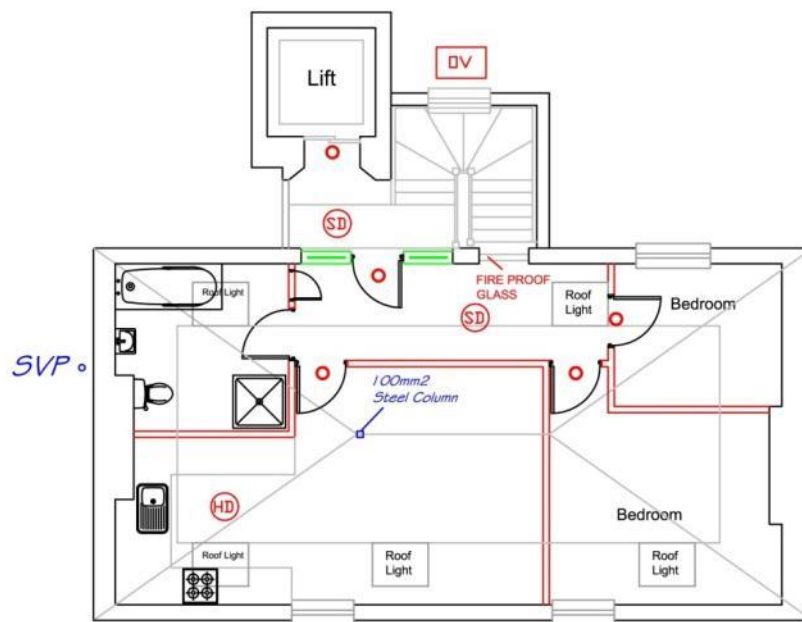 OV
Lift
SD
FIRE PROOF
GLASS
Roof Light
Roof
Light
Bedroom
SD
SVP
100mm2
Steel Column
HD
Bedroom
Roof Light
Roof
Light
Roof
Light